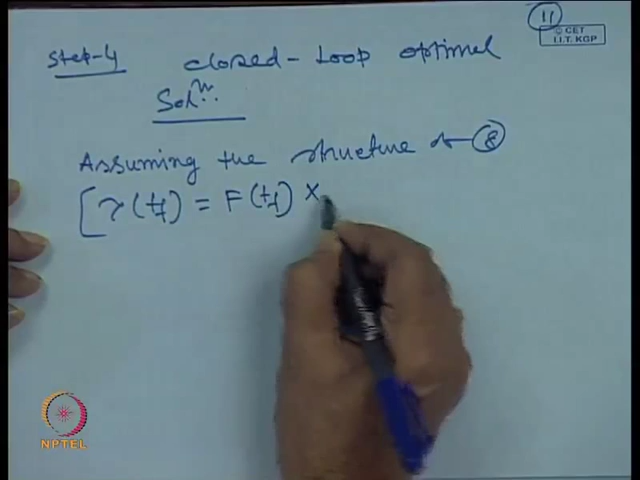 11
© CET
I.I.T. KGP
Step-4 closed-Loop optimal
Solⁿ..
Assuming the structure of 8
[λ(tf) = F(tf) x
NPTEL